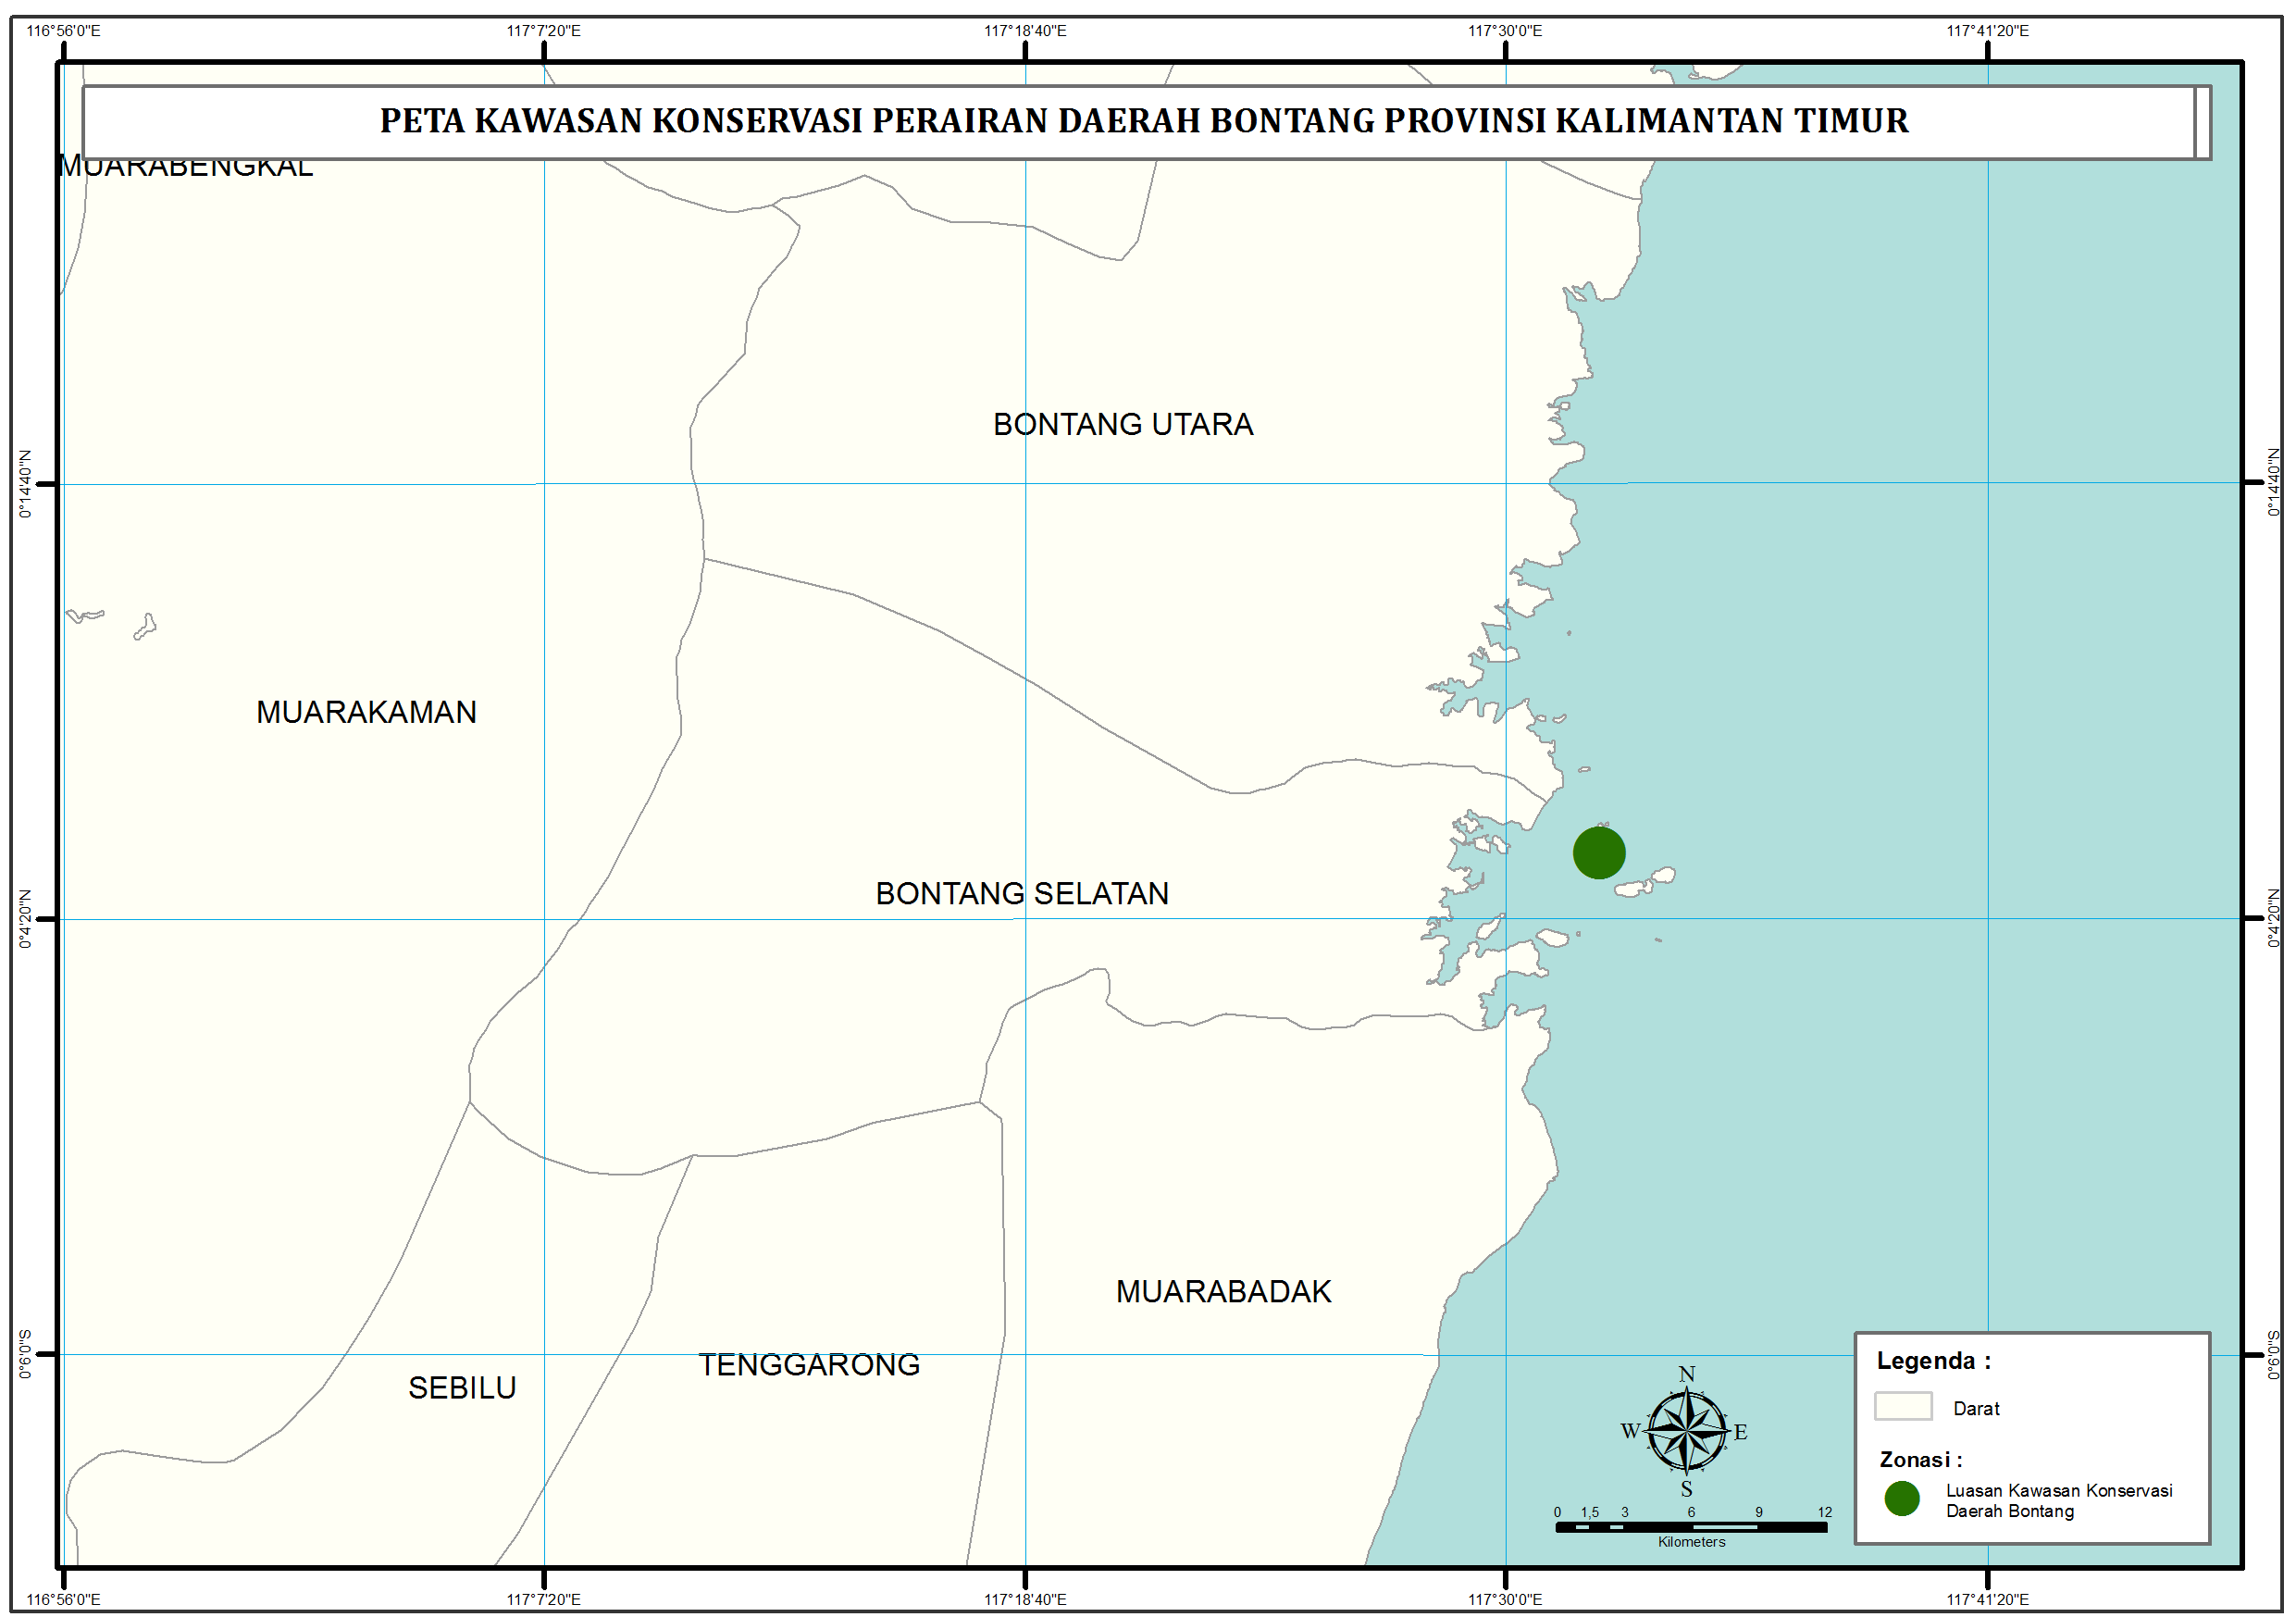 116°56'0"E 117°7'20"E 117°18'40"E 117°30'0"E 117°41'20"E
PETA KAWASAN KONSERVASI PERAIRAN DAERAH BONTANG PROVINSI KALIMANTAN TIMUR
MUARABENGKAL
BONTANG UTARA
0°14'40"N 0°14'40"N
MUARAKAMAN
BONTANG SELATAN
0°4'20"N 0°4'20"N
MUARABADAK
0°6'0"S 0°6'0"S
TENGGARONG
SEBILU
N
W E
S
0 1,5 3 6 9 12
Kilometers
Legenda :
Darat
Zonasi :
Luasan Kawasan Konservasi
Daerah Bontang
116°56'0"E 117°7'20"E 117°18'40"E 117°30'0"E 117°41'20"E